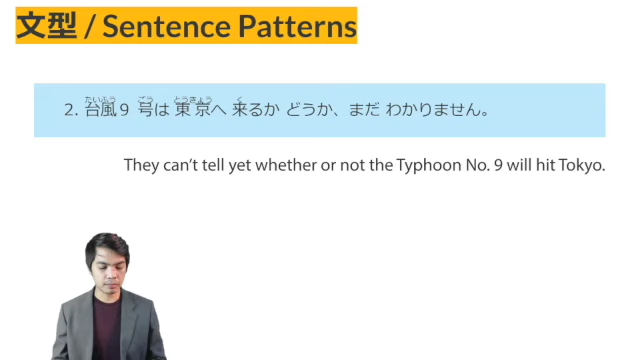 文型 / Sentence Patterns
たいふう ごう とうきょう く
2. 台風9 号は 東京へ 来るか どうか、まだ わかりません。
They can't tell yet whether or not the Typhoon No. 9 will hit Tokyo.